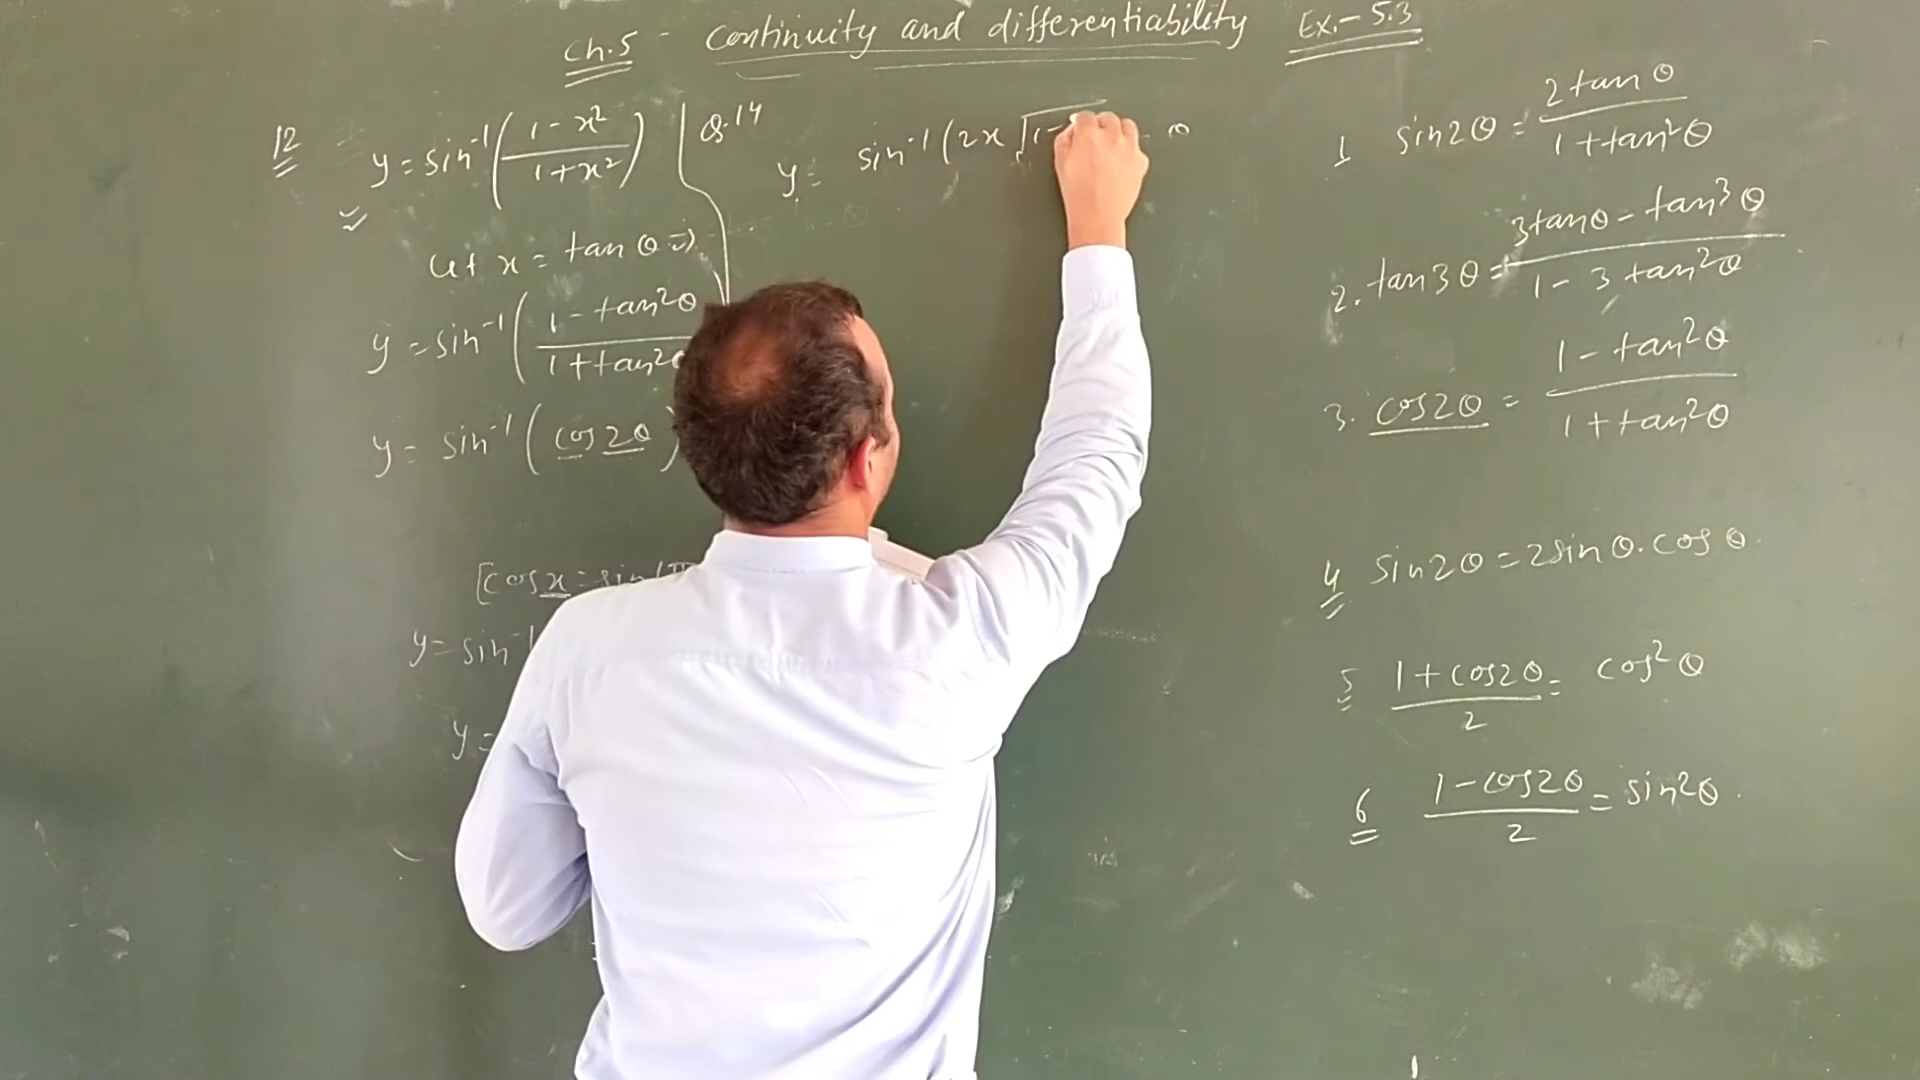 Ch.5 - Continuity and differentiability Ex.- 5.3
12
y = sin⁻¹((1-x²)/(1+x²))
let x = tan θ ⇒
y = sin⁻¹((1-tan²θ)/(1+tan²θ
y = sin⁻¹(cos2θ)
[cosx = sin(π
y = sin⁻¹
y =
Q.14
y = sin⁻¹(2x√1-
1 sin2θ = 2tanθ/(1+tan²θ)
2. tan3θ = (3tanθ - tan³θ)/(1-3tan²θ)
3. cos2θ = (1-tan²θ)/(1+tan²θ)
4 sin2θ = 2sinθ.cosθ.
5 (1+cos2θ)/2 = cos²θ
6 (1-cos2θ)/2 = sin²θ.